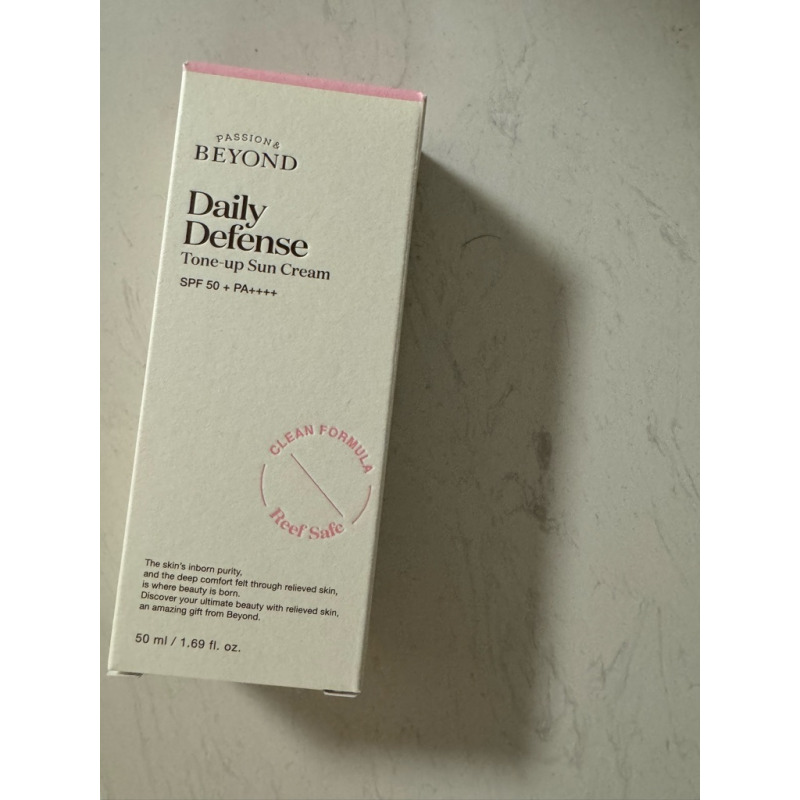 PASSION&
BEYOND
Daily
Defense
Tone-up Sun Cream
SPF 50 + PA++++
CLEAN FORMULA
Reef Safe
The skin's inborn purity,
and the deep comfort felt through relieved skin,
is where beauty is born.
Discover your ultimate beauty with relieved skin,
an amazing gift from Beyond.
50 ml / 1.69 fl. oz.